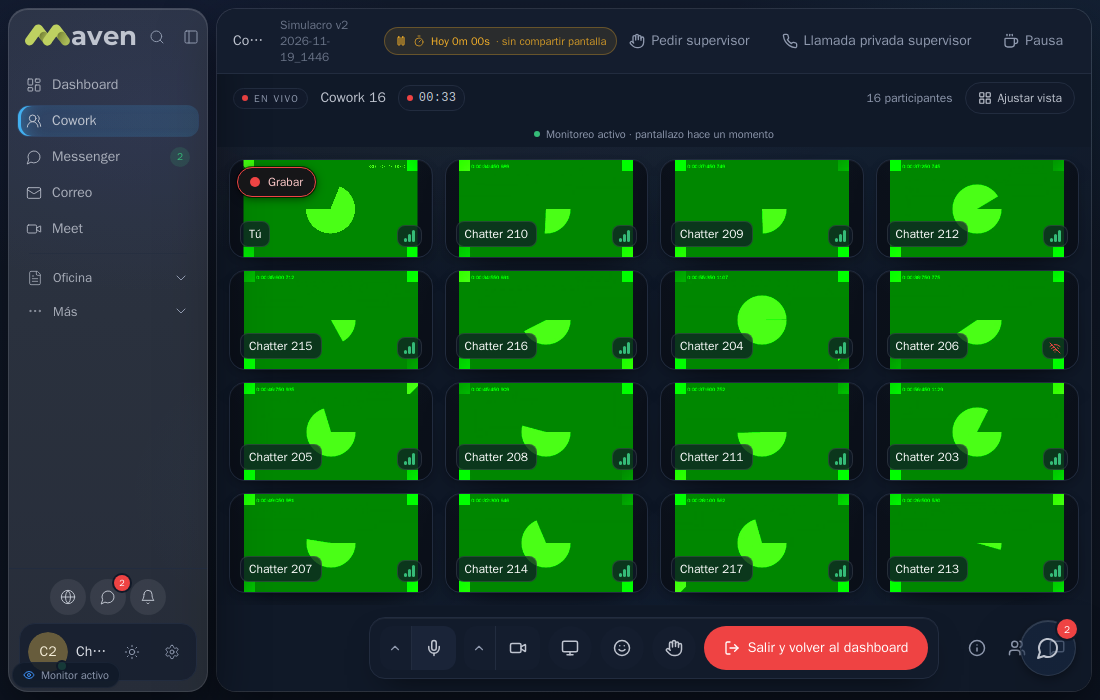 Maven
Dashboard
Cowork
Messenger 2
Correo
Meet
Oficina
Más
2
C2 Ch···
Monitor activo
Co···
Simulacro v2
2026-11-
19_1446
Hoy 0m 00s · sin compartir pantalla
Pedir supervisor
Llamada privada supervisor
Pausa
EN VIVO Cowork 16 00:33
16 participantes
Ajustar vista
Monitoreo activo · pantallazo hace un momento
Grabar
Tú
Chatter 210
Chatter 209
Chatter 212
Chatter 215
Chatter 216
Chatter 204
Chatter 206
Chatter 205
Chatter 208
Chatter 211
Chatter 203
Chatter 207
Chatter 214
Chatter 217
Chatter 213
Salir y volver al dashboard
2